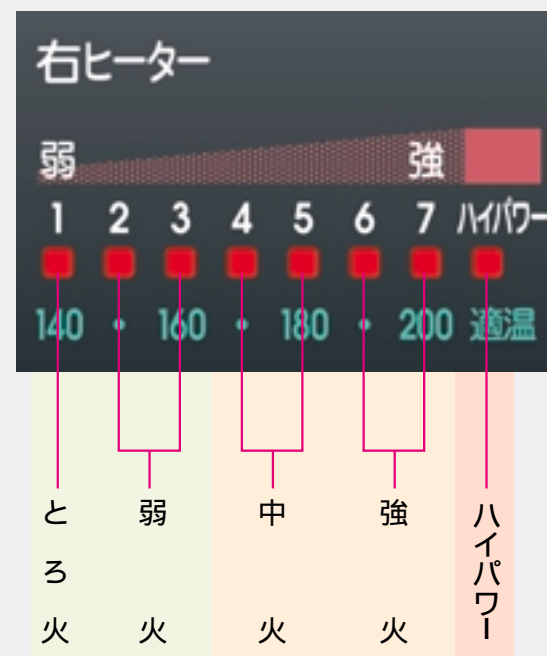 右ヒーター
弱 強
1 2 3 4 5 6 7 ハイパワー
140 • 160 • 180 • 200 適温
とろ火
弱火
中火
強火
ハイパワー